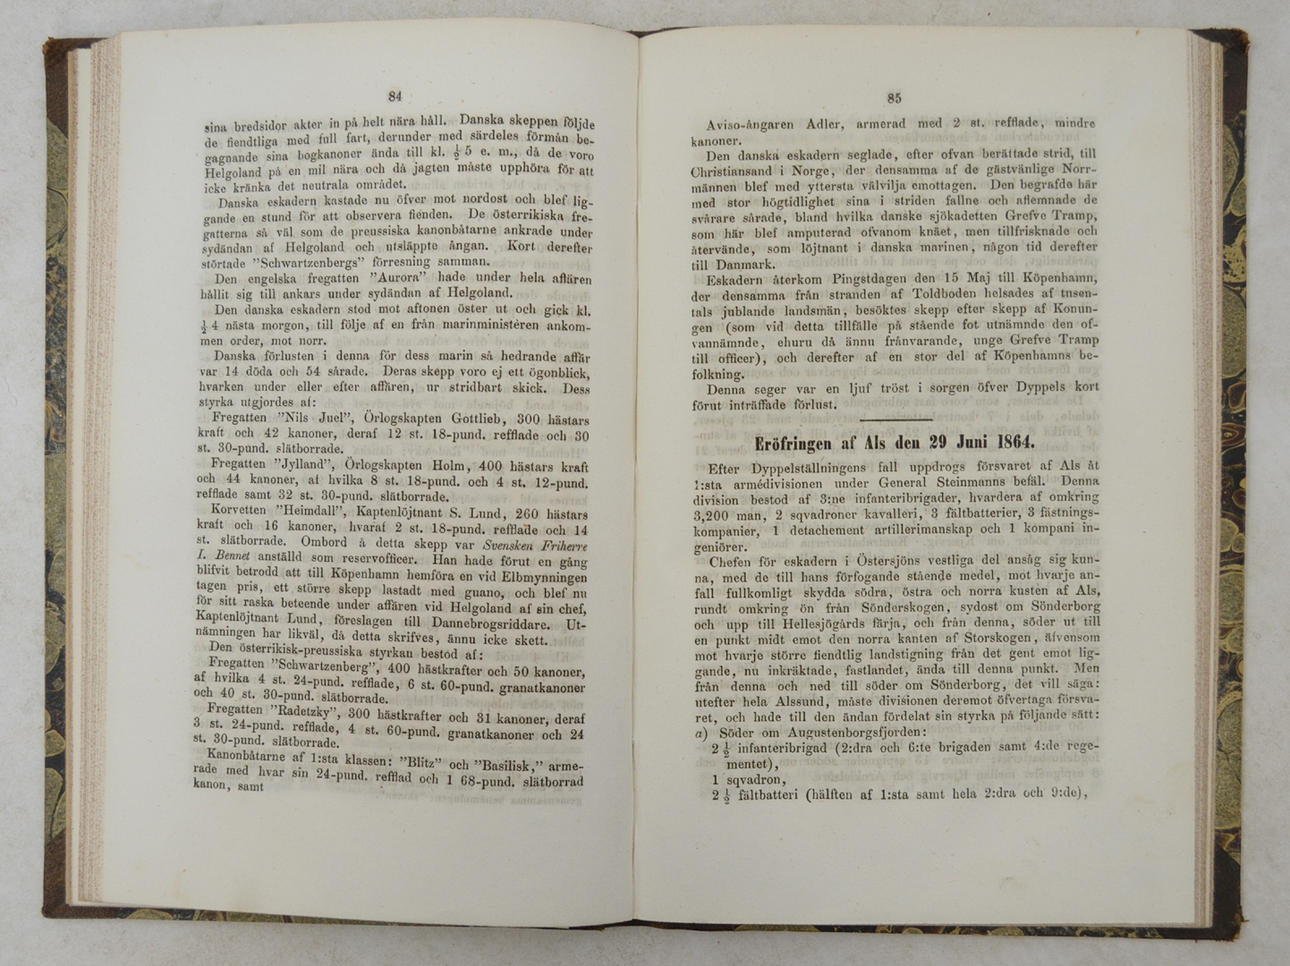 84
sina bredsidor akter in på helt nära håll. Danska skeppen följde
de fiendtliga med full fart, derunder med särdeles förmån be-
gagnande sina bogkanoner ända till kl. ½ 5 e. m., då de voro
Helgoland på en mil nära och då jagten måste upphöra för att
icke kränka det neutrala området.
Danska eskadern kastade nu öfver mot nordost och blef lig-
gande en stund för att observera fienden. De österrikiska fre-
gatterna så väl som de preussiska kanonbåtarne ankrade under
sydändan af Helgoland och utsläppte ångan. Kort derefter
störtade ”Schwartzenbergs” förresning samman.
Den engelska fregatten ”Aurora” hade under hela affären
hållit sig till ankars under sydändan af Helgoland.
Den danska eskadern stod mot aftonen öster ut och gick kl.
½ 4 nästa morgon, till följe af en från marinministèren ankom-
men order, mot norr.
Danska förlusten i denna för dess marin så hedrande affär
var 14 döda och 54 sårade. Deras skepp voro ej ett ögonblick,
hvarken under eller efter affären, ur stridbart skick. Dess
styrka utgjordes af:
Fregatten ”Nils Juel”, Örlogskapten Gottlieb, 300 hästars
kraft och 42 kanoner, deraf 12 st. 18-pund. refflade och 30
st. 30-pund. slätborrade.
Fregatten ”Jylland”, Örlogskapten Holm, 400 hästars kraft
och 44 kanoner, af hvilka 8 st. 18-pund. och 4 st. 12-pund.
refflade samt 32 st. 30-pund. slätborrade.
Korvetten ”Heimdall”, Kaptenlöjtnant S. Lund, 260 hästars
kraft och 16 kanoner, hvaraf 2 st. 18-pund. refflade och 14
st. slätborrade. Ombord å detta skepp var Svensken Friherre
I. Bennet anställd som reservofficer. Han hade förut en gång
blifvit betrodd att till Köpenhamn hemföra en vid Elbmynningen
tagen pris, ett större skepp lastadt med guano, och blef nu
för sitt raska beteende under affären vid Helgoland af sin chef,
Kaptenlöjtnant Lund, föreslagen till Dannebrogsriddare. Ut-
nämningen har likväl, då detta skrifves, ännu icke skett.
Den österrikisk-preussiska styrkan bestod af:
Fregatten ”Schwartzenberg”, 400 hästkrafter och 50 kanoner,
af hvilka 4 st. 24-pund. refflade, 6 st. 60-pund. granatkanoner
och 40 st. 30-pund. slätborrade.
Fregatten ”Radetzky”, 300 hästkrafter och 31 kanoner, deraf
3 st. 24-pund. refflade, 4 st. 60-pund. granatkanoner och 24
st. 30-pund. slätborrade.
Kanonbåtarne af 1:sta klassen: ”Blitz” och ”Basilisk,” arme-
rade med hvar sin 24-pund. refflad och 1 68-pund. slätborrad
kanon, samt
85
Aviso-ångaren Adler, armerad med 2 st. refflade, mindre
kanoner.
Den danska eskadern seglade, efter ofvan berättade strid, till
Christiansand i Norge, der densamma af de gästvänlige Norr-
männen blef med yttersta välvilja emottagen. Den begrafde här
med stor högtidlighet sina i striden fallne och aflemnade de
svårare sårade, bland hvilka danske sjökadetten Grefve Tramp,
som här blef amputerad ofvanom knäet, men tillfrisknade och
återvände, som löjtnant i danska marinen, någon tid derefter
till Danmark.
Eskadern återkom Pingstdagen den 15 Maj till Köpenhamn,
der densamma från stranden af Toldboden helsades af tusen-
tals jublande landsmän, besöktes skepp efter skepp af Konun-
gen (som vid detta tillfälle på stående fot utnämnde den of-
vannämnde, ehuru då ännu frånvarande, unge Grefve Tramp
till officer), och derefter af en stor del af Köpenhamns be-
folkning.
Denna seger var en ljuf tröst i sorgen öfver Dyppels kort
förut inträffade förlust.
Eröfringen af Als den 29 Juni 1864.
Efter Dyppelställningens fall uppdrogs försvaret af Als åt
1:sta armédivisionen under General Steinmanns befäl. Denna
division bestod af 3:ne infanteribrigader, hvardera af omkring
3,200 man, 2 sqvadroner kavalleri, 3 fältbatterier, 3 fästnings-
kompanier, 1 detachement artillerimanskap och 1 kompani in-
geniörer.
Chefen för eskadern i Östersjöns vestliga del ansåg sig kun-
na, med de till hans förfogande stående medel, mot hvarje an-
fall fullkomligt skydda södra, östra och norra kusten af Als,
rundt omkring ön från Sönderskogen, sydost om Sönderborg
och upp till Hellesjögårds färja, och från denna, söder ut till
en punkt midt emot den norra kanten af Storskogen, äfvensom
mot hvarje större fiendtlig landstigning från det gent emot lig-
gande, nu inkräktade, fastlandet, ända till denna punkt. Men
från denna och ned till söder om Sönderborg, det vill säga:
utefter hela Alssund, måste divisionen deremot öfvertaga försva-
ret, och hade till den ändan fördelat sin styrka på följande sätt:
a) Söder om Augustenborgsfjorden:
2 ½ infanteribrigad (2:dra och 6:te brigaden samt 4:de rege-
mentet),
1 sqvadron,
2 ½ fältbatteri (hälften af 1:sta samt hela 2:dra och 9:de),